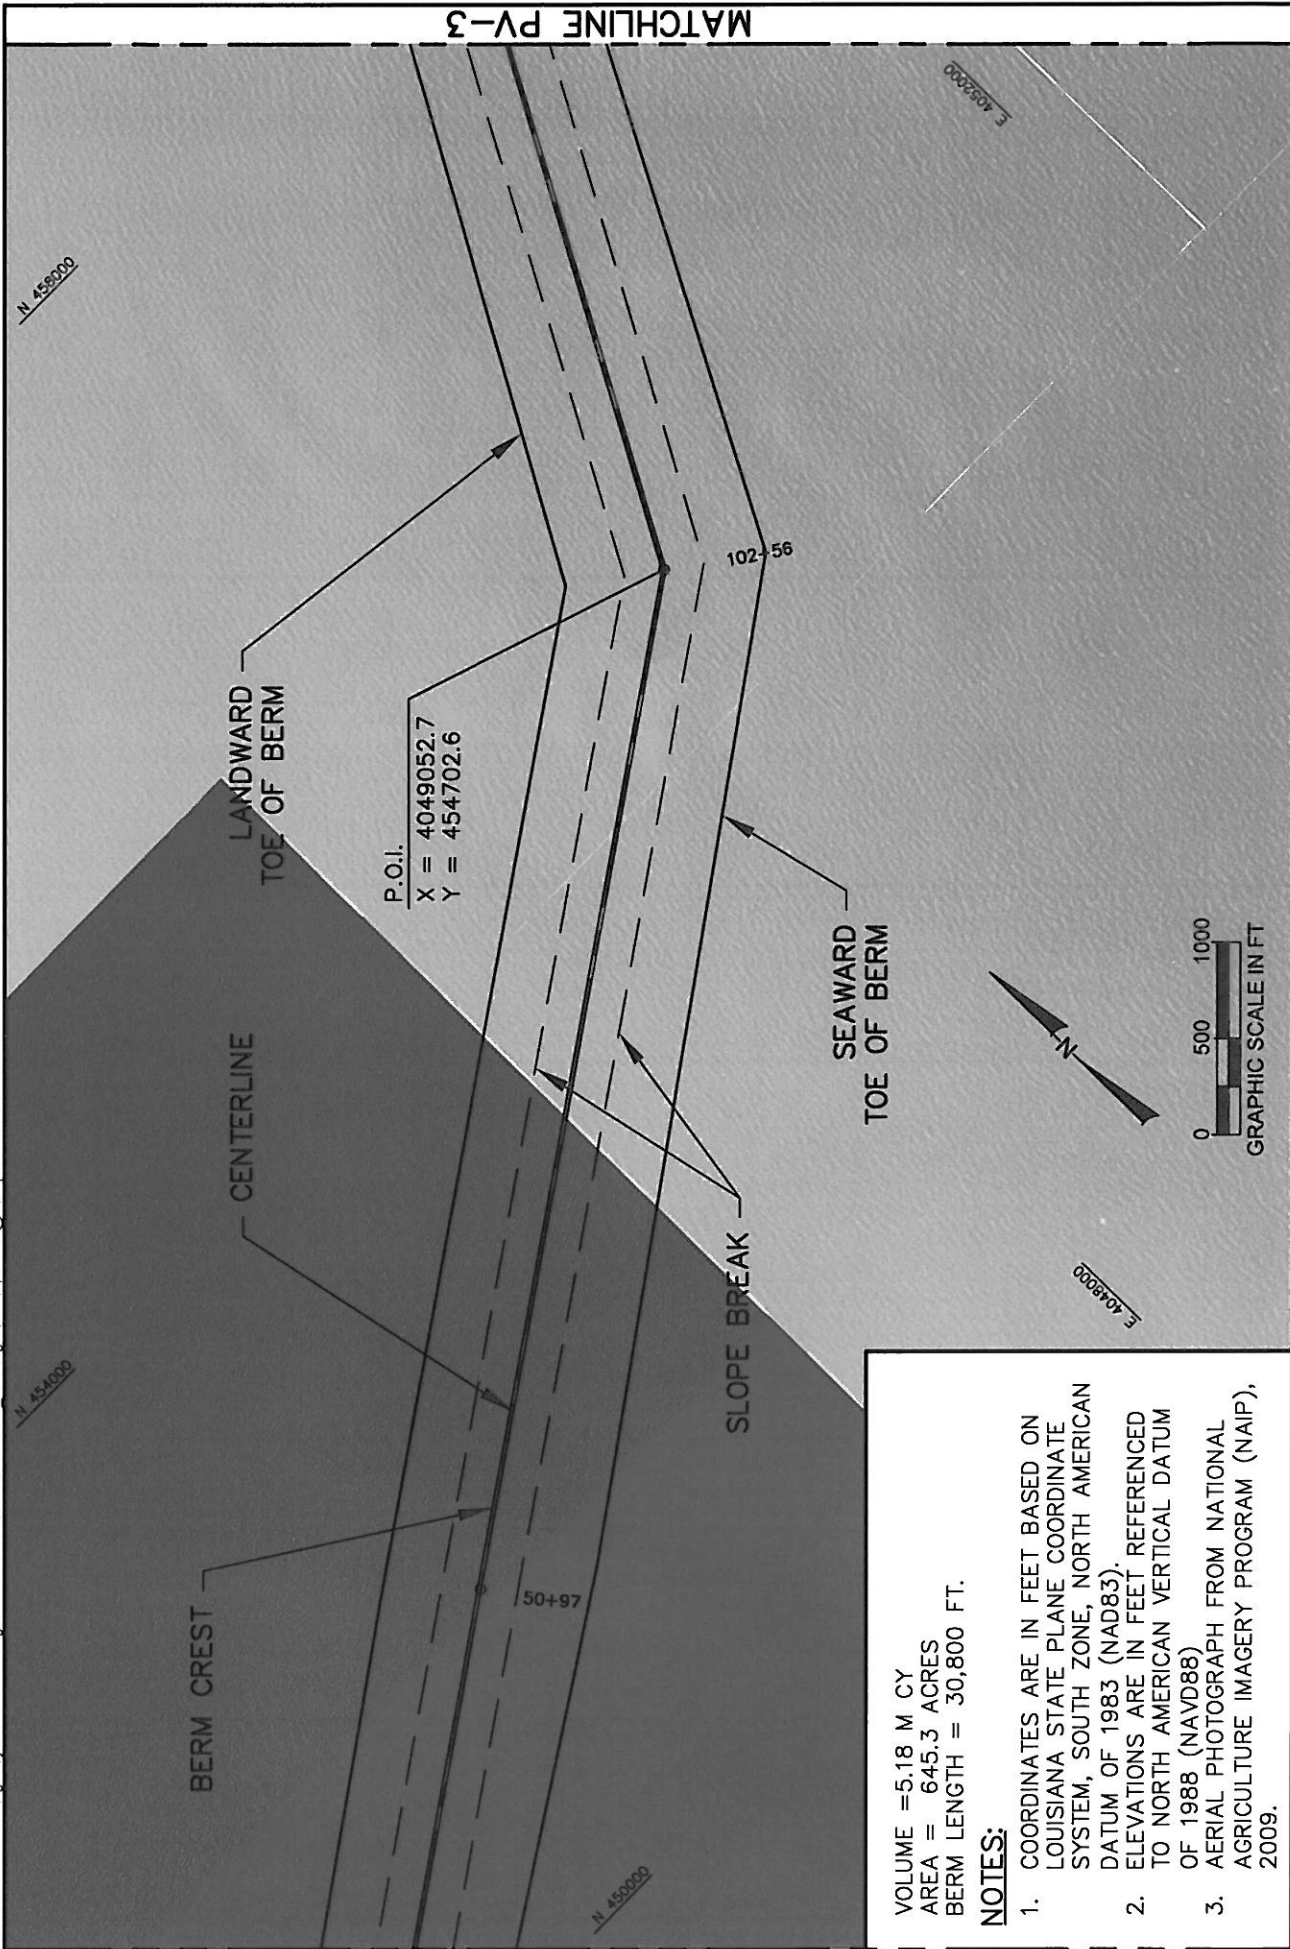 MATCHLINE PV-3
N 458000
E 4052000
LANDWARD
TOE OF BERM
P.O.I.
X = 4049052.7
Y = 454702.6
102+56
CENTERLINE
SEAWARD
TOE OF BERM
N
0 500 1000
GRAPHIC SCALE IN FT
N 454000
SLOPE BREAK
E 4048000
BERM CREST
50+97
N 450000
VOLUME =5.18 M CY
AREA = 645.3 ACRES
BERM LENGTH = 30,800 FT.
NOTES:
1. COORDINATES ARE IN FEET BASED ON
LOUISIANA STATE PLANE COORDINATE
SYSTEM, SOUTH ZONE, NORTH AMERICAN
DATUM OF 1983 (NAD83).
2. ELEVATIONS ARE IN FEET REFERENCED
TO NORTH AMERICAN VERTICAL DATUM
OF 1988 (NAVD88)
3. AERIAL PHOTOGRAPH FROM NATIONAL
AGRICULTURE IMAGERY PROGRAM (NAIP),
2009.